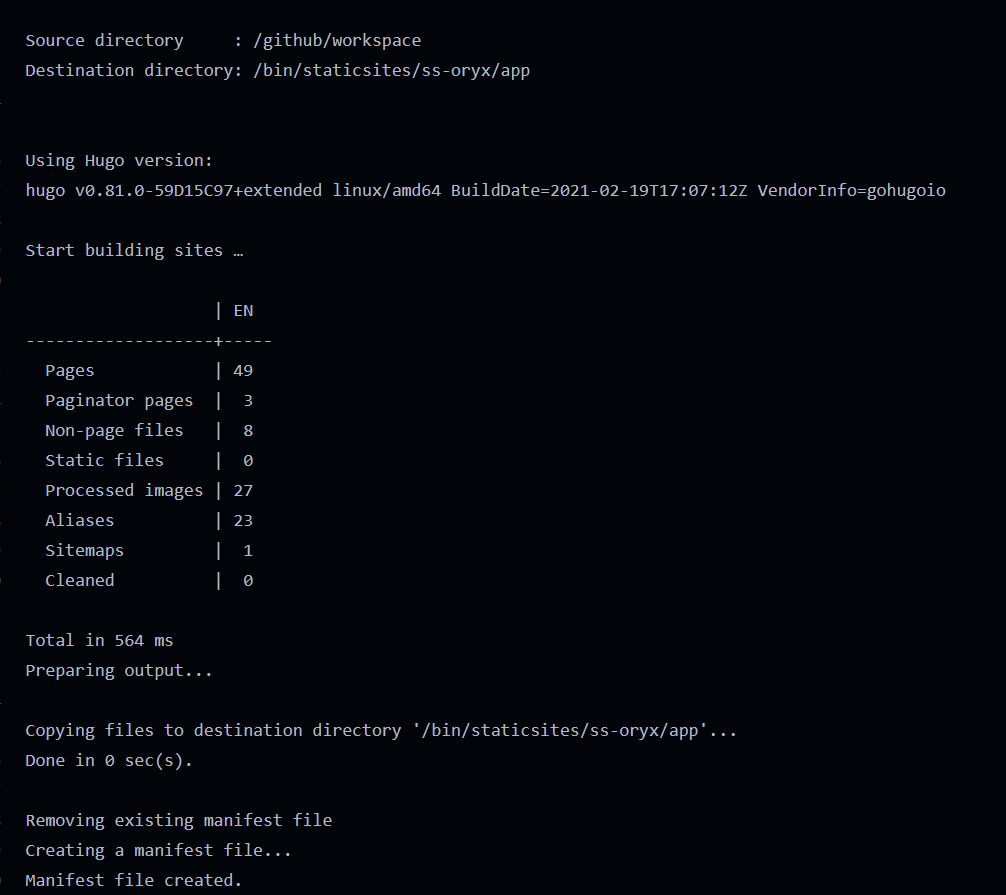 Source directory     : /github/workspace
Destination directory: /bin/staticsites/ss-oryx/app
Using Hugo version:
hugo v0.81.0-59D15C97+extended linux/amd64 BuildDate=2021-02-19T17:07:12Z VendorInfo=gohugoio
Start building sites …
                   | EN
-------------------+-----
  Pages            | 49
  Paginator pages  |  3
  Non-page files   |  8
  Static files     |  0
  Processed images | 27
  Aliases          | 23
  Sitemaps         |  1
  Cleaned          |  0
Total in 564 ms
Preparing output...
Copying files to destination directory '/bin/staticsites/ss-oryx/app'...
Done in 0 sec(s).
Removing existing manifest file
Creating a manifest file...
Manifest file created.